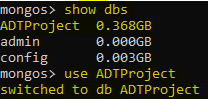 mongos> show dbs
ADTProject  0.368GB
admin       0.000GB
config      0.003GB
mongos> use ADTProject
switched to db ADTProject